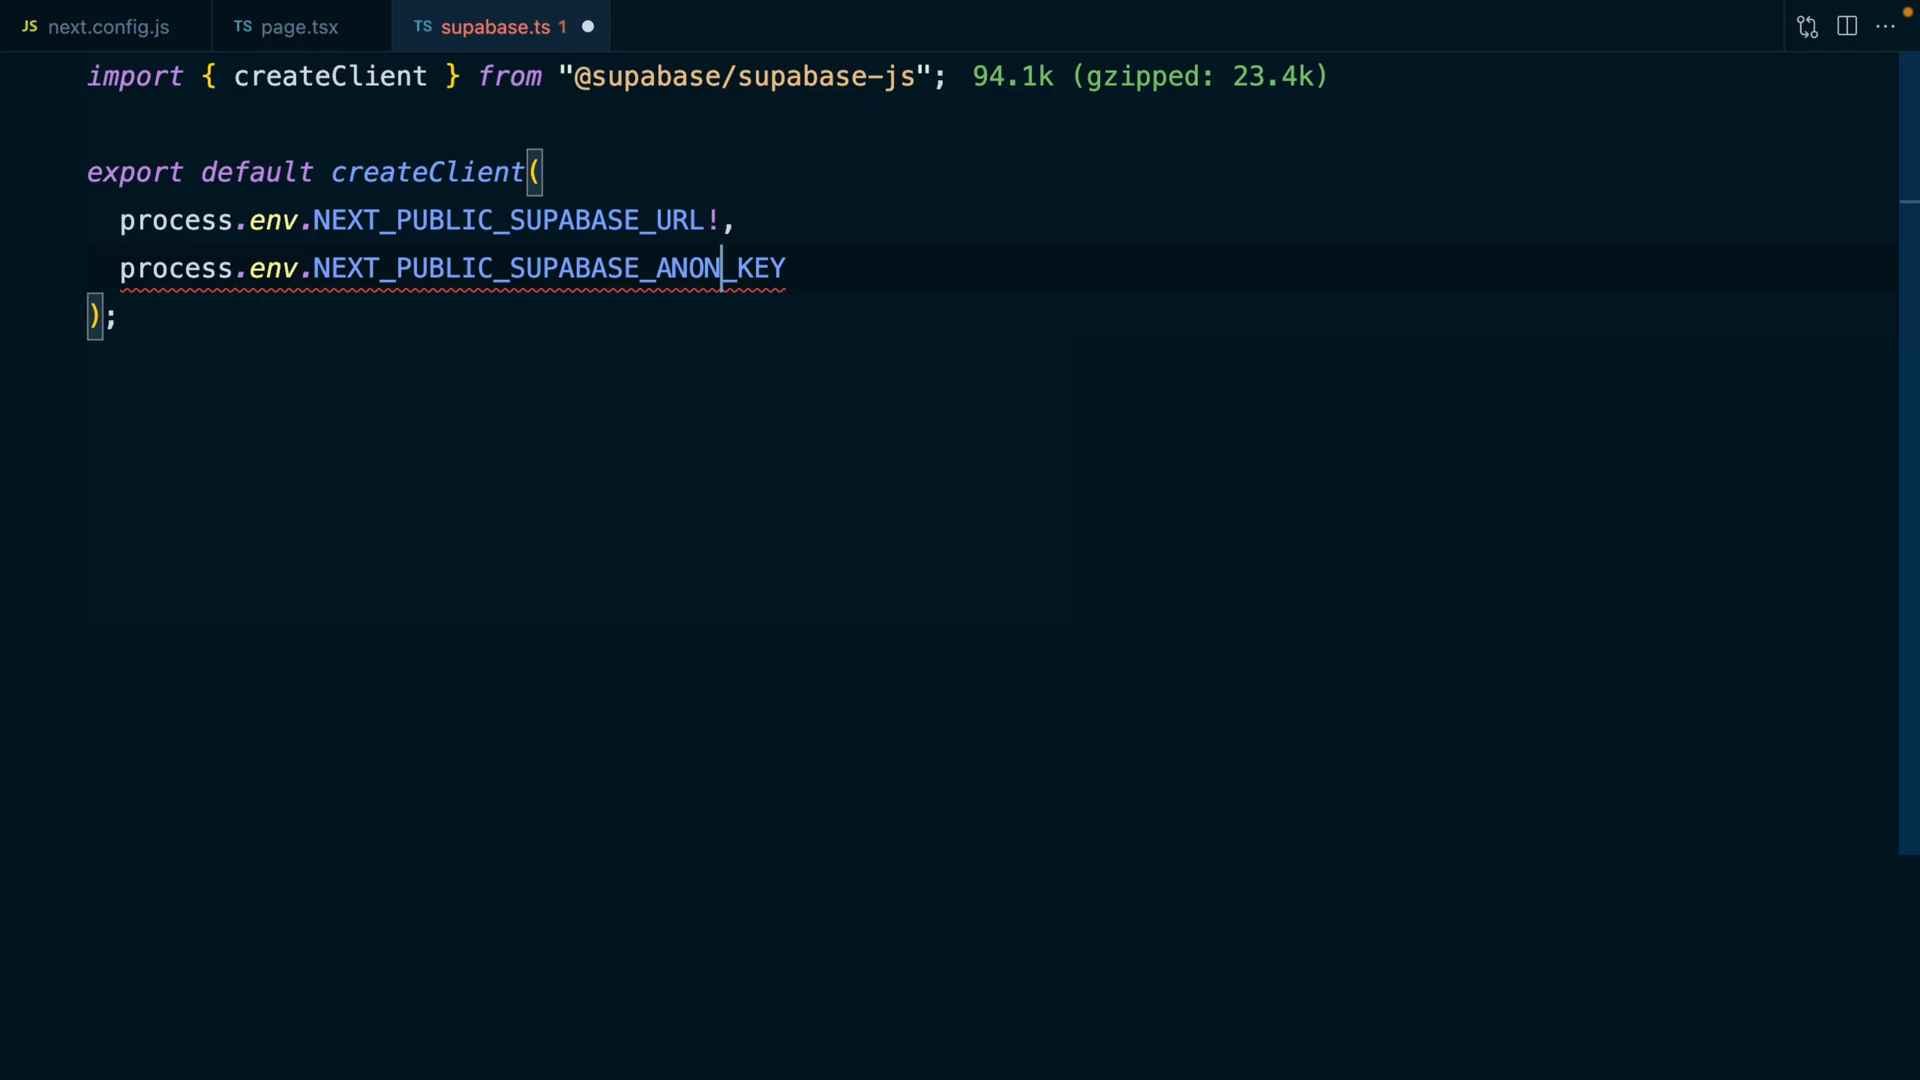 JS next.config.js TS page.tsx TS supabase.ts 1
import { createClient } from "@supabase/supabase-js"; 94.1k (gzipped: 23.4k)
export default createClient(
process.env.NEXT_PUBLIC_SUPABASE_URL!,
process.env.NEXT_PUBLIC_SUPABASE_ANON_KEY
);